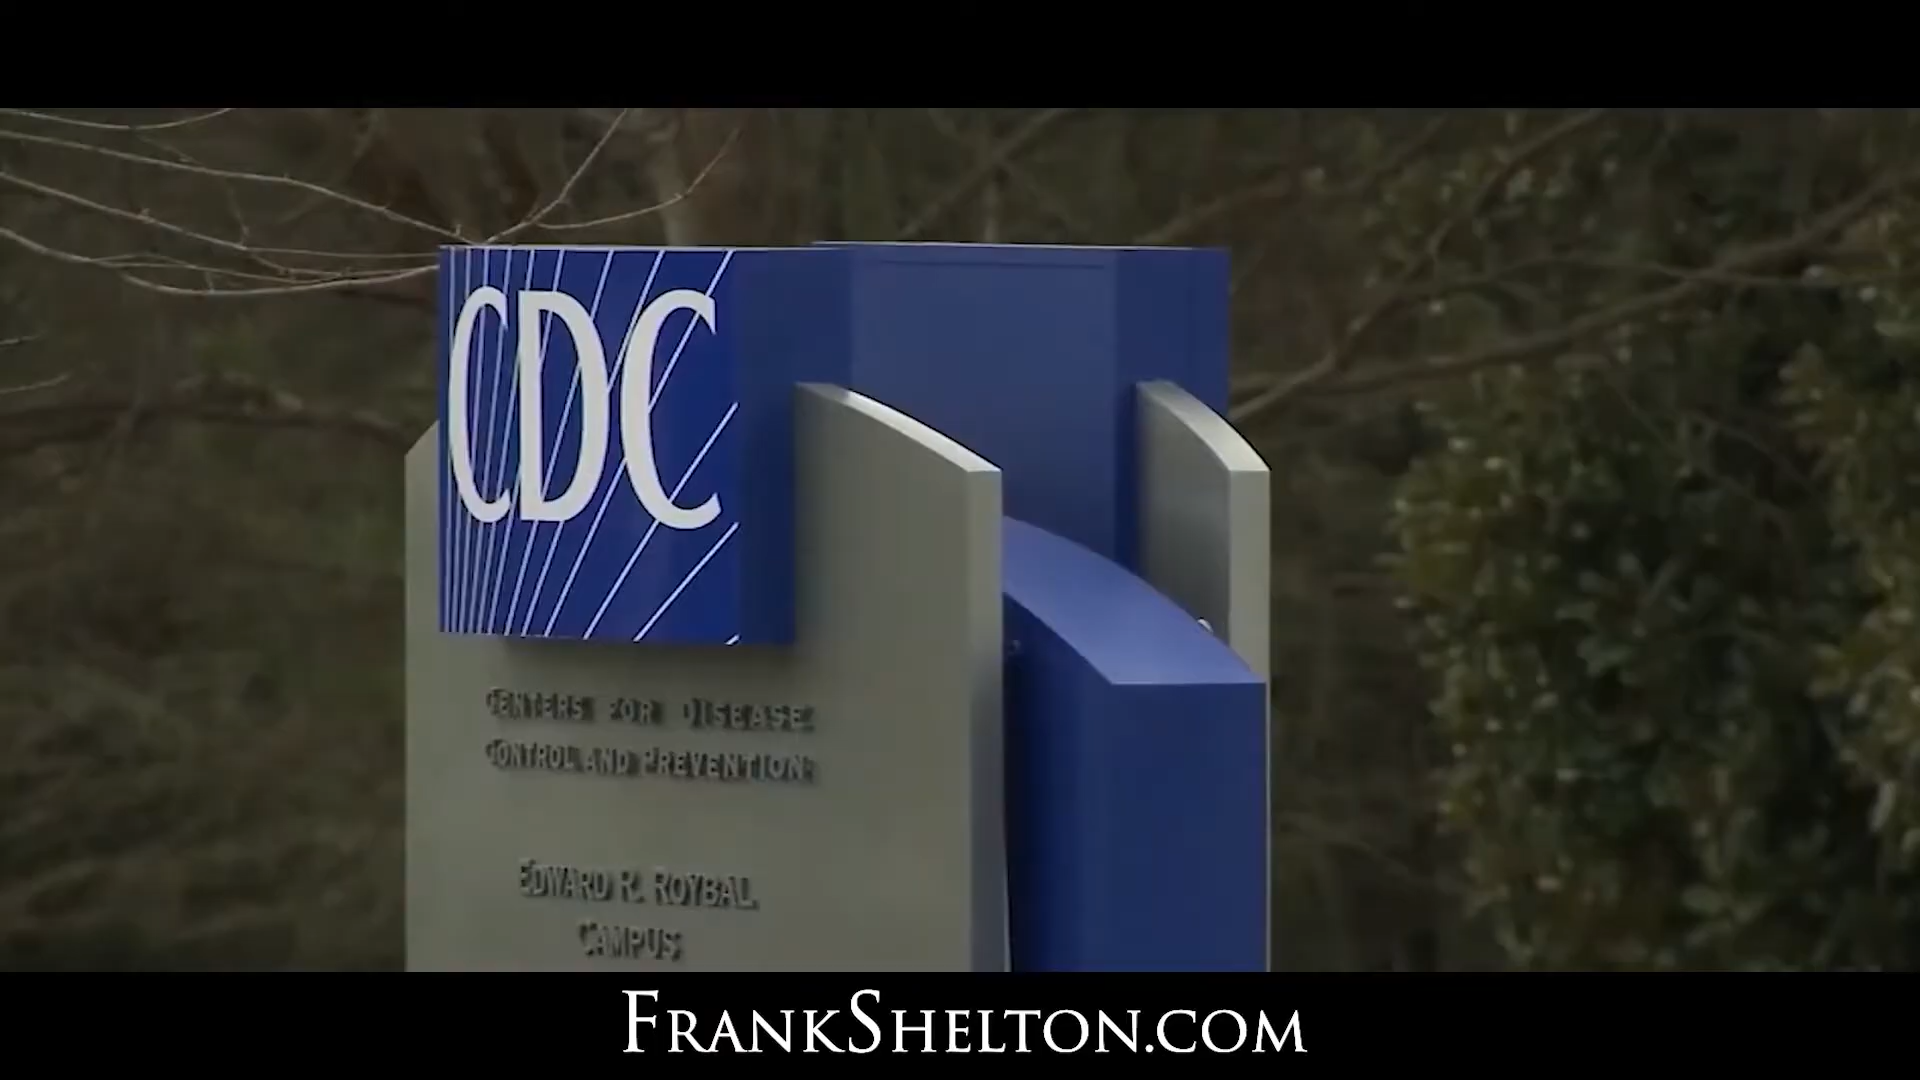 CDC
CENTERS FOR DISEASE
CONTROL AND PREVENTION
EDWARD R. ROYBAL
CAMPUS
FRANKSHELTON.COM